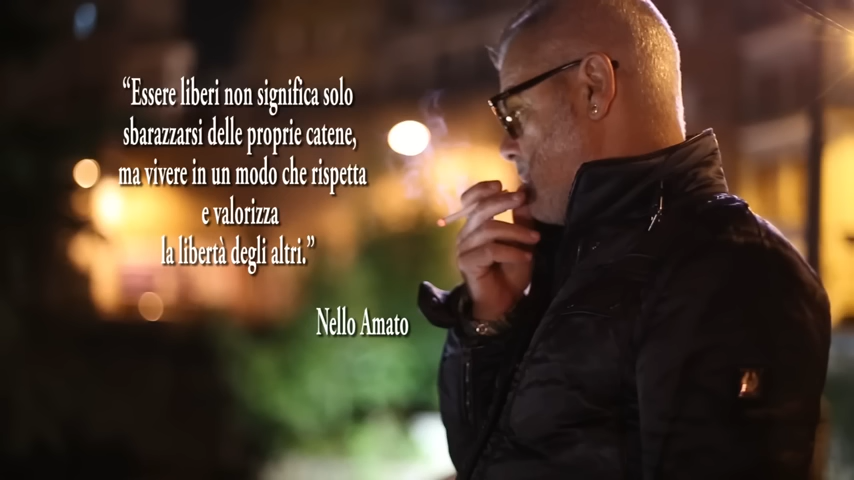 “Essere liberi non significa solo
sbarazzarsi delle proprie catene,
ma vivere in un modo che rispetta
e valorizza
la libertà degli altri.”
Nello Amato